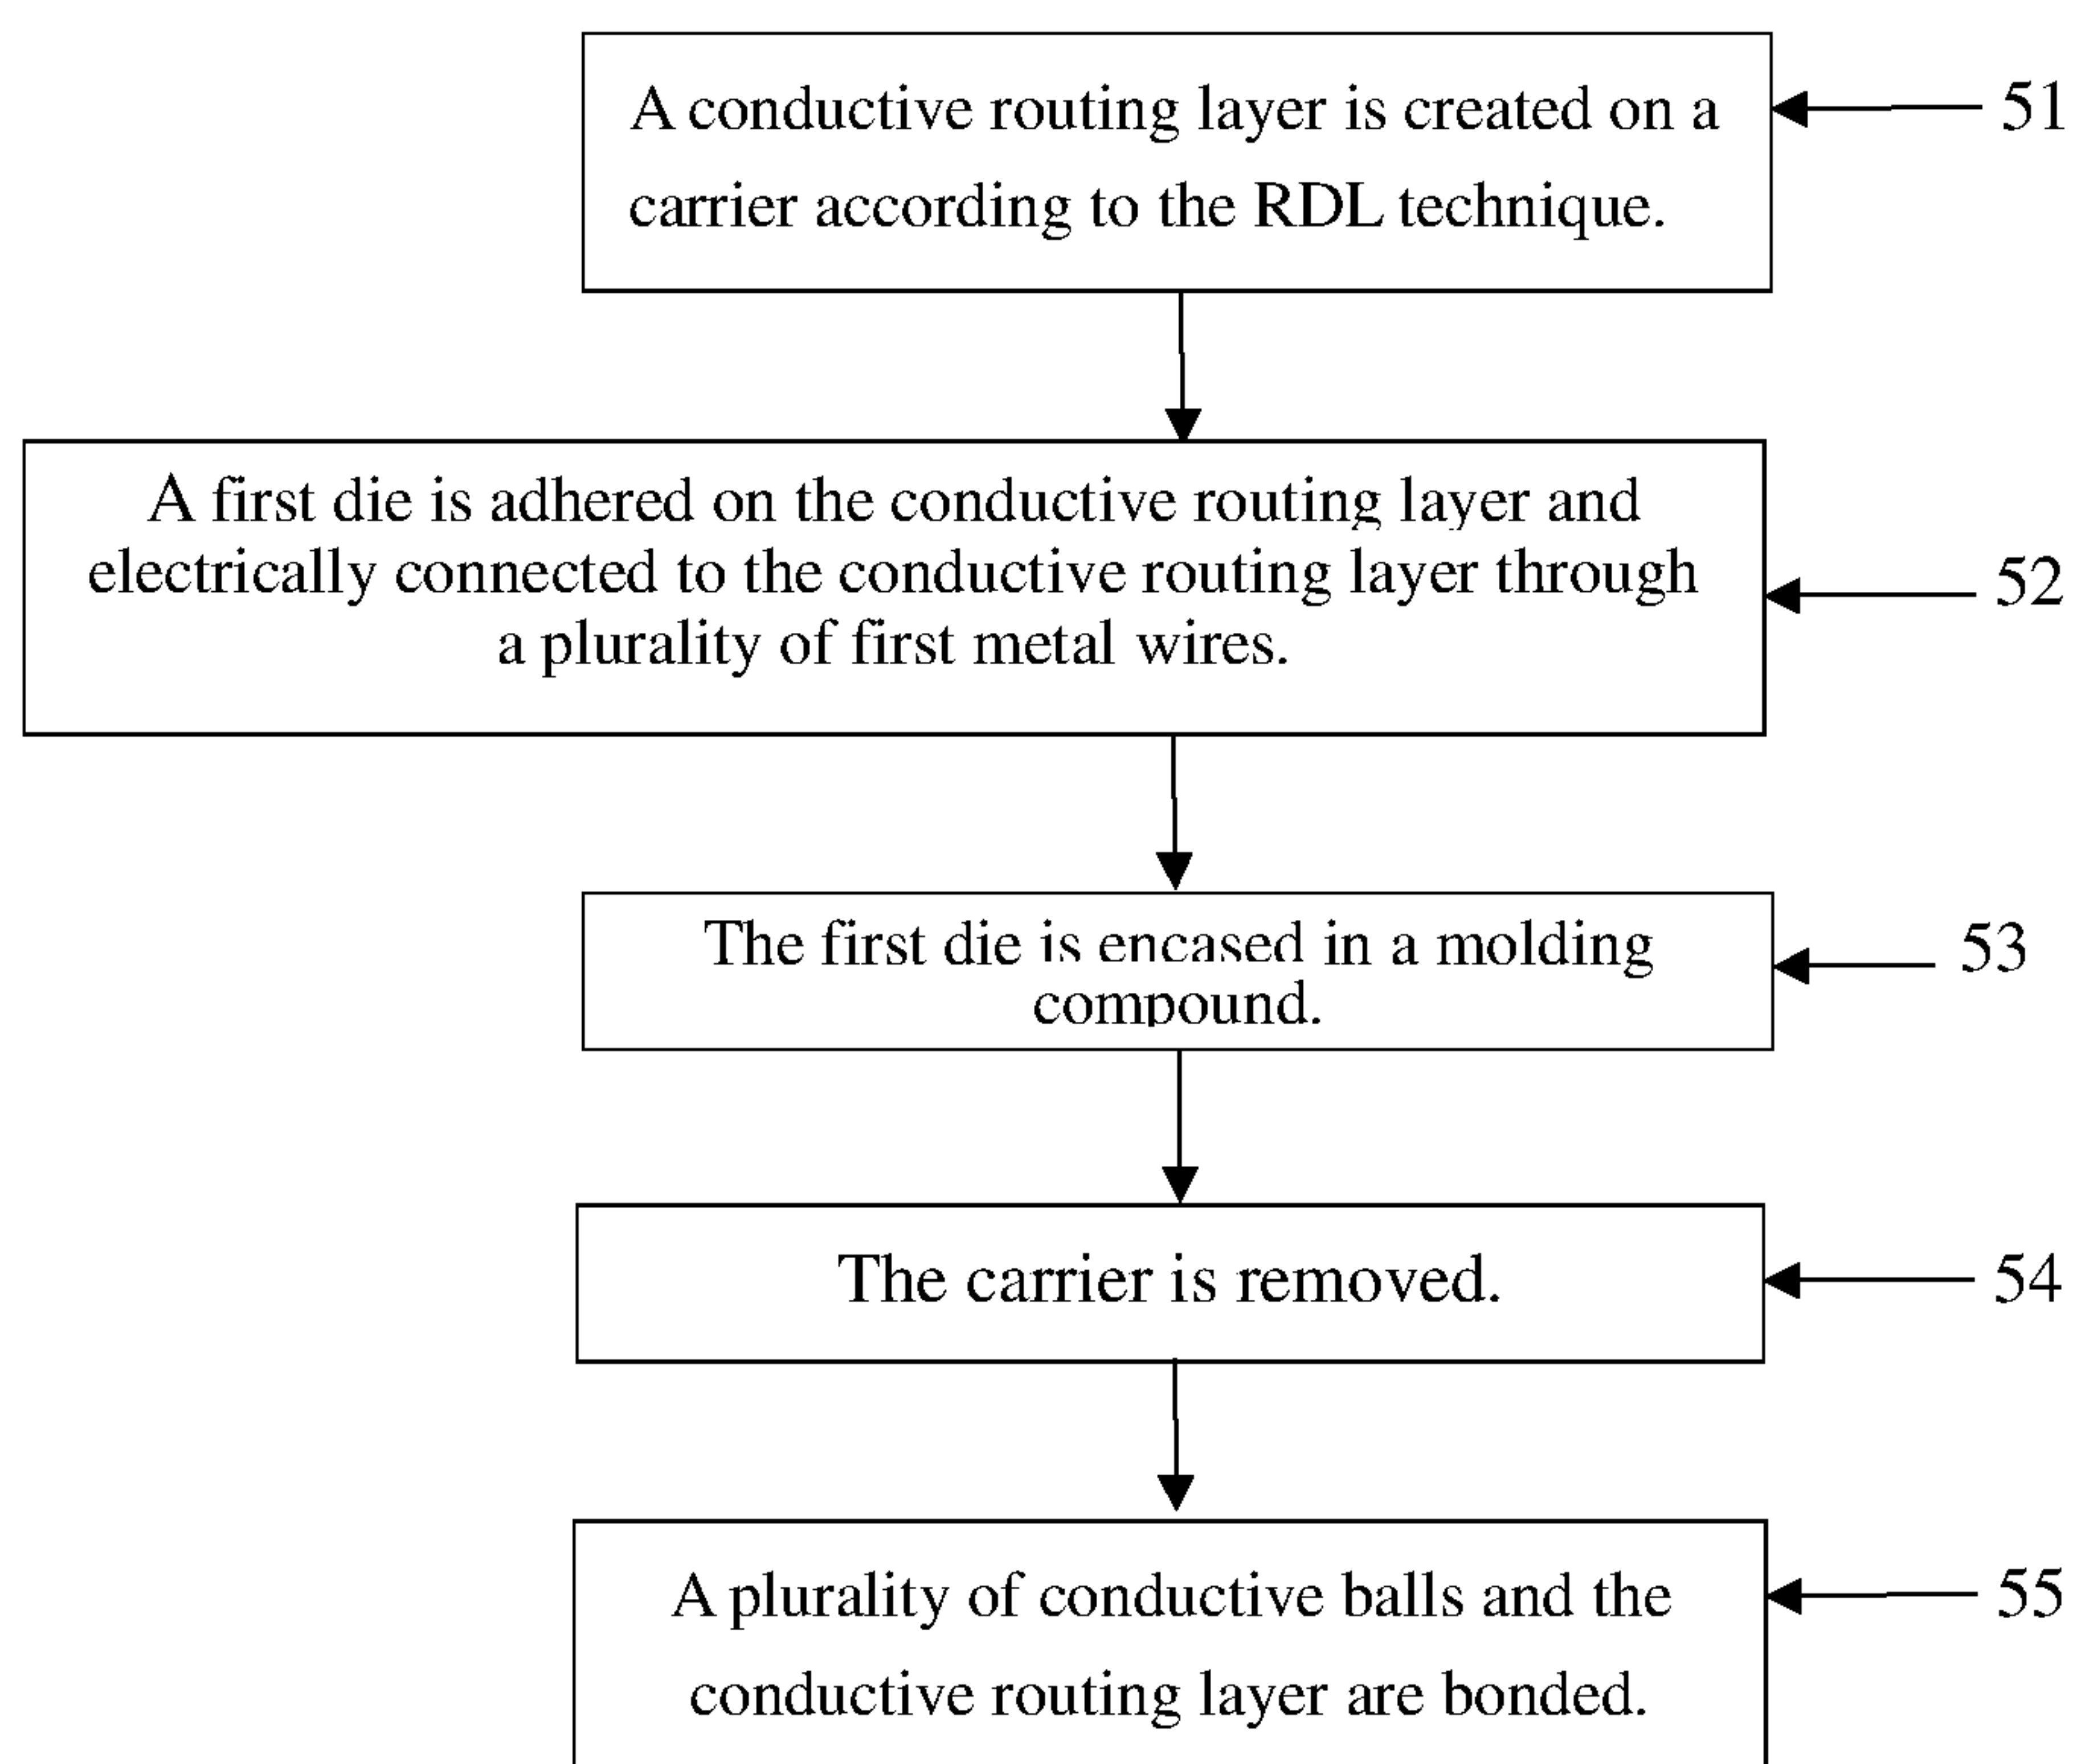 A conductive routing layer is created on a
carrier according to the RDL technique.
51
A first die is adhered on the conductive routing layer and
electrically connected to the conductive routing layer through
a plurality of first metal wires.
52
The first die is encased in a molding
compound.
53
The carrier is removed.
54
A plurality of conductive balls and the
conductive routing layer are bonded.
55